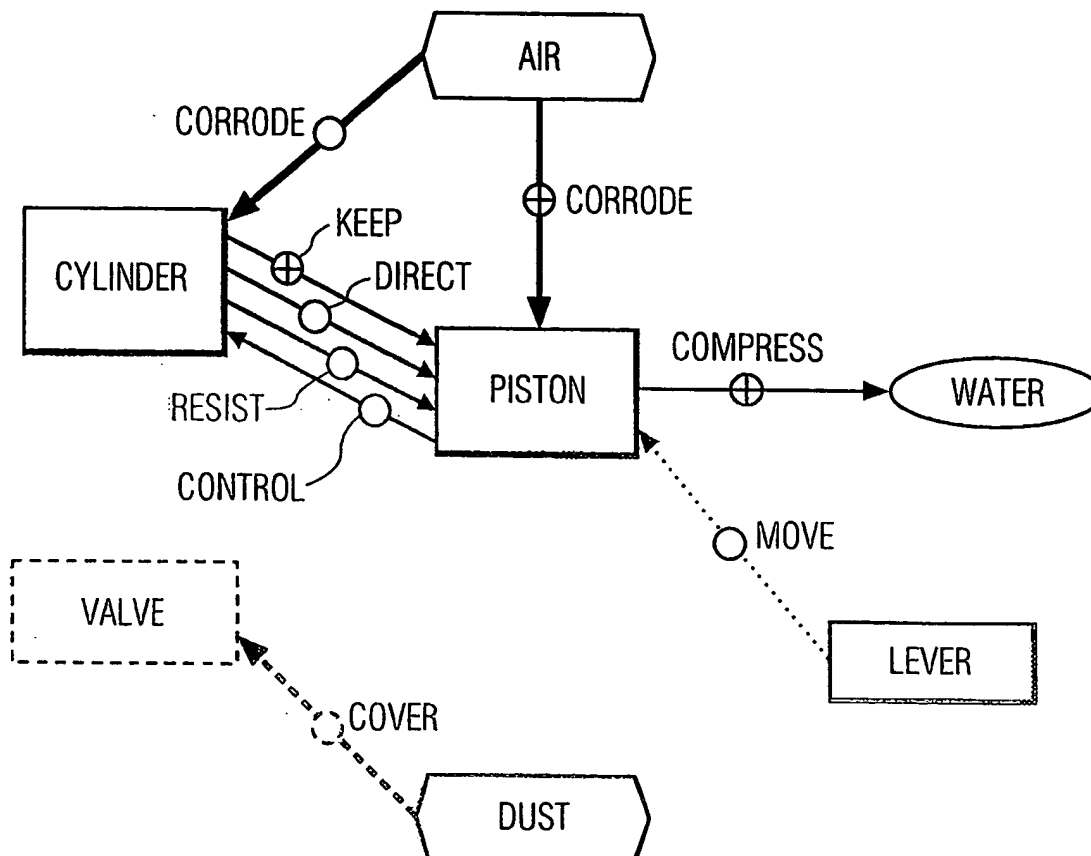 AIR
CORRODE
CORRODE
KEEP
CYLINDER
DIRECT
COMPRESS
PISTON
WATER
RESIST
CONTROL
MOVE
VALVE
LEVER
COVER
DUST